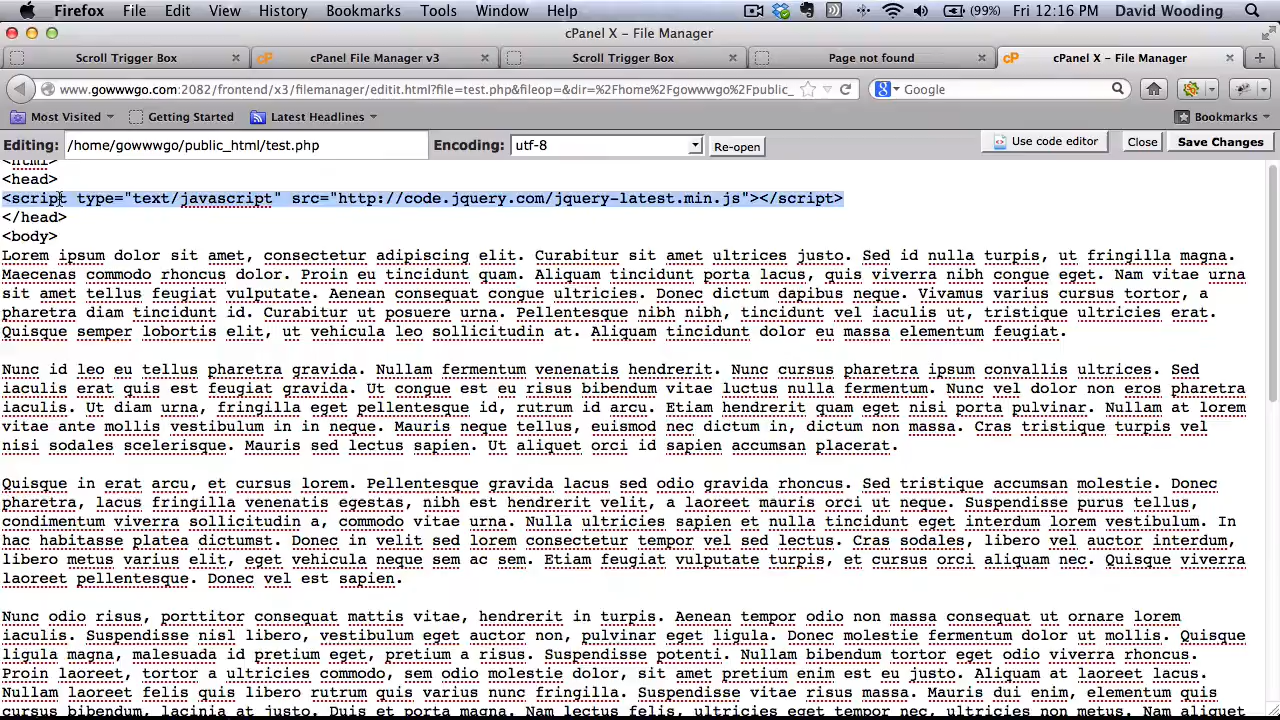 Firefox File Edit View History Bookmarks Tools Window Help (99%) Fri 12:16 PM David Wooding
cPanel X – File Manager
Scroll Trigger Box cPanel File Manager v3 Scroll Trigger Box Page not found cPanel X – File Manager
www.gowwwgo.com:2082/frontend/x3/filemanager/editit.html?file=test.php&fileop=&dir=%2Fhome%2Fgowwwgo%2Fpublic_ Google
Most Visited Getting Started Latest Headlines Bookmarks
Editing: /home/gowwwgo/public_html/test.php Encoding: utf-8 Re-open Use code editor Close Save Changes
<html>
<head>
<script type="text/javascript" src="http://code.jquery.com/jquery-latest.min.js"></script>
</head>
<body>
Lorem ipsum dolor sit amet, consectetur adipiscing elit. Curabitur sit amet ultrices justo. Sed id nulla turpis, ut fringilla magna.
Maecenas commodo rhoncus dolor. Proin eu tincidunt quam. Aliquam tincidunt porta lacus, quis viverra nibh congue eget. Nam vitae urna
sit amet tellus feugiat vulputate. Aenean consequat congue ultricies. Donec dictum dapibus neque. Vivamus varius cursus tortor, a
pharetra diam tincidunt id. Curabitur ut posuere urna. Pellentesque nibh nibh, tincidunt vel iaculis ut, tristique ultricies erat.
Quisque semper lobortis elit, ut vehicula leo sollicitudin at. Aliquam tincidunt dolor eu massa elementum feugiat.
Nunc id leo eu tellus pharetra gravida. Nullam fermentum venenatis hendrerit. Nunc cursus pharetra ipsum convallis ultrices. Sed
iaculis erat quis est feugiat gravida. Ut congue est eu risus bibendum vitae luctus nulla fermentum. Nunc vel dolor non eros pharetra
iaculis. Ut diam urna, fringilla eget pellentesque id, rutrum id arcu. Etiam hendrerit quam eget nisi porta pulvinar. Nullam at lorem
vitae ante mollis vestibulum in in neque. Mauris neque tellus, euismod nec dictum in, dictum non massa. Cras tristique turpis vel
nisi sodales scelerisque. Mauris sed lectus sapien. Ut aliquet orci id sapien accumsan placerat.
Quisque in erat arcu, et cursus lorem. Pellentesque gravida lacus sed odio gravida rhoncus. Sed tristique accumsan molestie. Donec
pharetra, lacus fringilla venenatis egestas, nibh est hendrerit velit, a laoreet mauris orci ut neque. Suspendisse purus tellus,
condimentum viverra sollicitudin a, commodo vitae urna. Nulla ultricies sapien et nulla tincidunt eget interdum lorem vestibulum. In
hac habitasse platea dictumst. Donec in velit sed lorem consectetur tempor vel sed lectus. Cras sodales, libero vel auctor interdum,
libero metus varius elit, eget vehicula neque sem ac sem. Etiam feugiat vulputate turpis, et cursus orci aliquam nec. Quisque viverra
laoreet pellentesque. Donec vel est sapien.
Nunc odio risus, porttitor consequat mattis vitae, hendrerit in turpis. Aenean tempor odio non massa consequat ut ornare lorem
iaculis. Suspendisse nisl libero, vestibulum eget auctor non, pulvinar eget ligula. Donec molestie fermentum dolor ut mollis. Quisque
ligula magna, malesuada id pretium eget, pretium a risus. Suspendisse potenti. Nullam bibendum tortor eget odio viverra rhoncus.
Proin laoreet, tortor a ultricies commodo, sem odio molestie dui, id pharetra arcu eget justo. Aliquam at laoreet lacus.
Nullam laoreet felis quis libero rutrum quis varius nunc fringilla. Suspendisse vitae risus massa. Mauris dui enim, elementum quis
cursus bibendum, lacinia at justo. Duis et porta magna. Nam lectus felis,